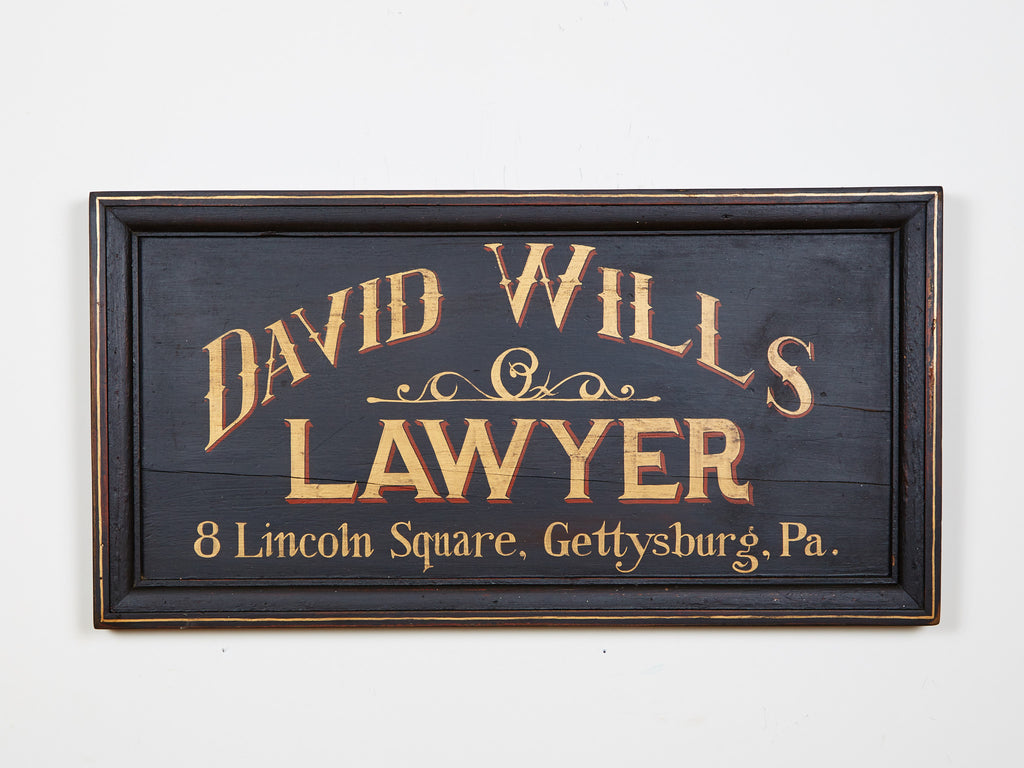 DAVID WILLS
LAWYER
8 Lincoln Square, Gettysburg, Pa.